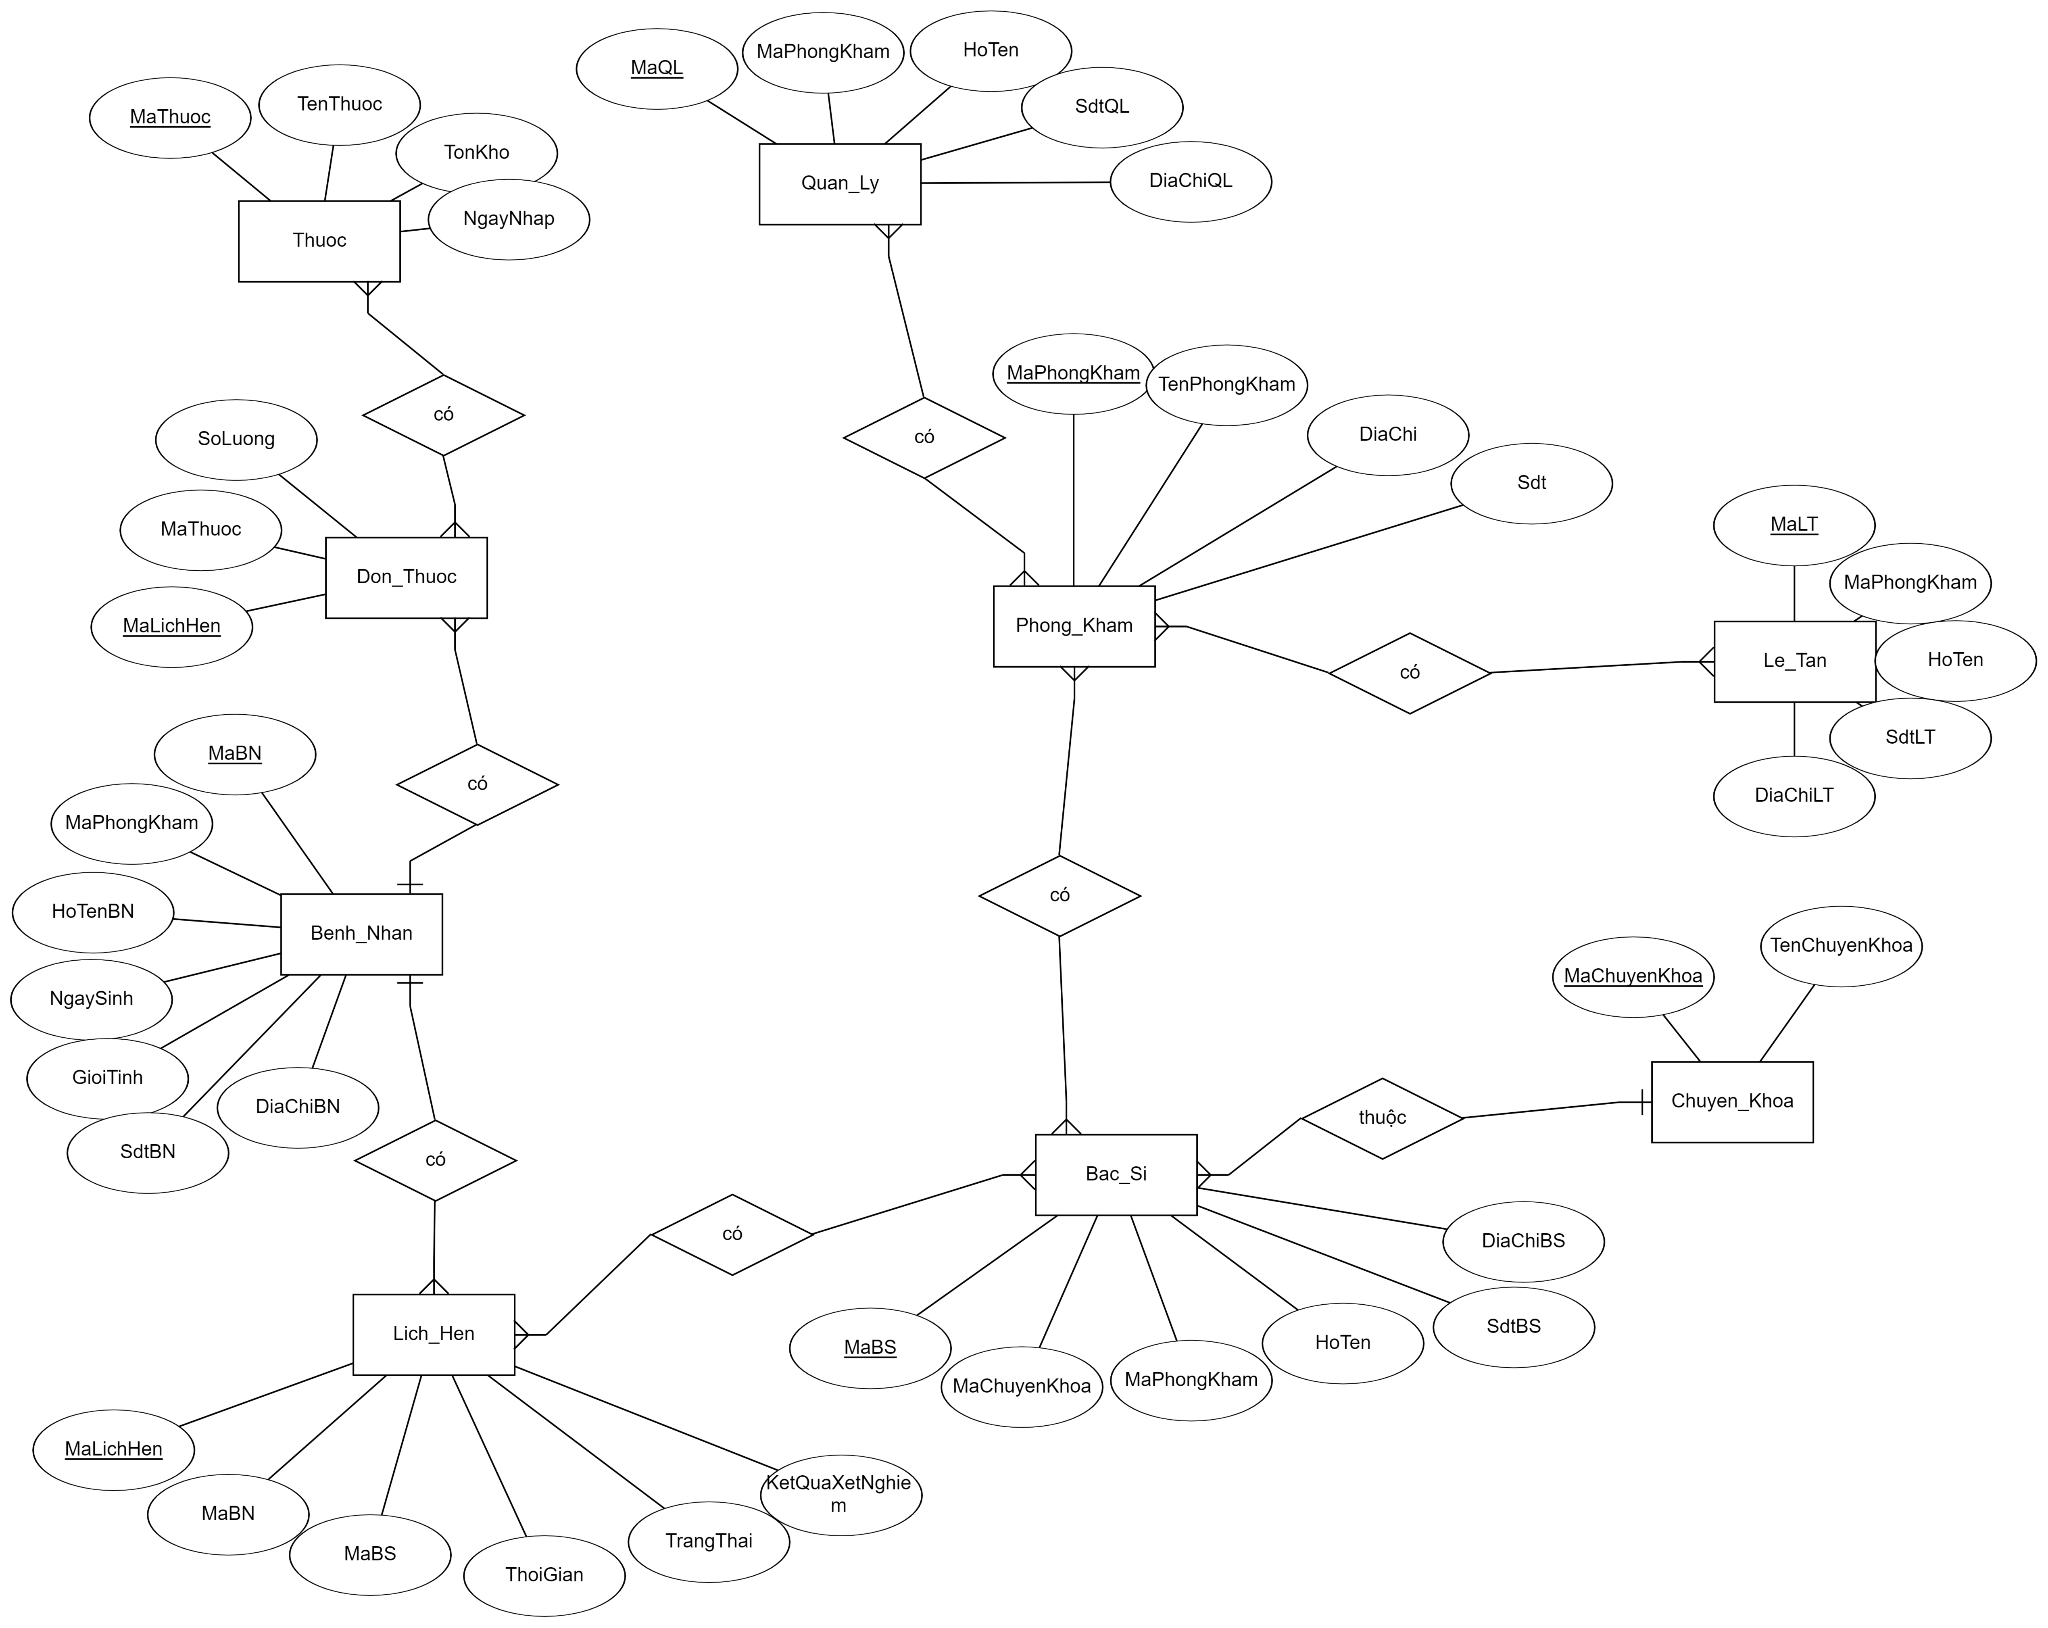 MaQL
MaPhongKham
HoTen
SdtQL
DiaChiQL
Quan_Ly
MaThuoc
TenThuoc
TonKho
NgayNhap
Thuoc
có
SoLuong
MaThuoc
MaLichHen
Don_Thuoc
có
có
MaPhongKham
TenPhongKham
DiaChi
Sdt
Phong_Kham
có
MaLT
MaPhongKham
HoTen
SdtLT
DiaChiLT
Le_Tan
MaBN
MaPhongKham
HoTenBN
NgaySinh
GioiTinh
SdtBN
DiaChiBN
Benh_Nhan
có
có
MaChuyenKhoa
TenChuyenKhoa
Chuyen_Khoa
thuộc
Bac_Si
có
DiaChiBS
SdtBS
HoTen
MaPhongKham
MaChuyenKhoa
MaBS
Lich_Hen
MaLichHen
MaBN
MaBS
ThoiGian
TrangThai
KetQuaXetNghie
m